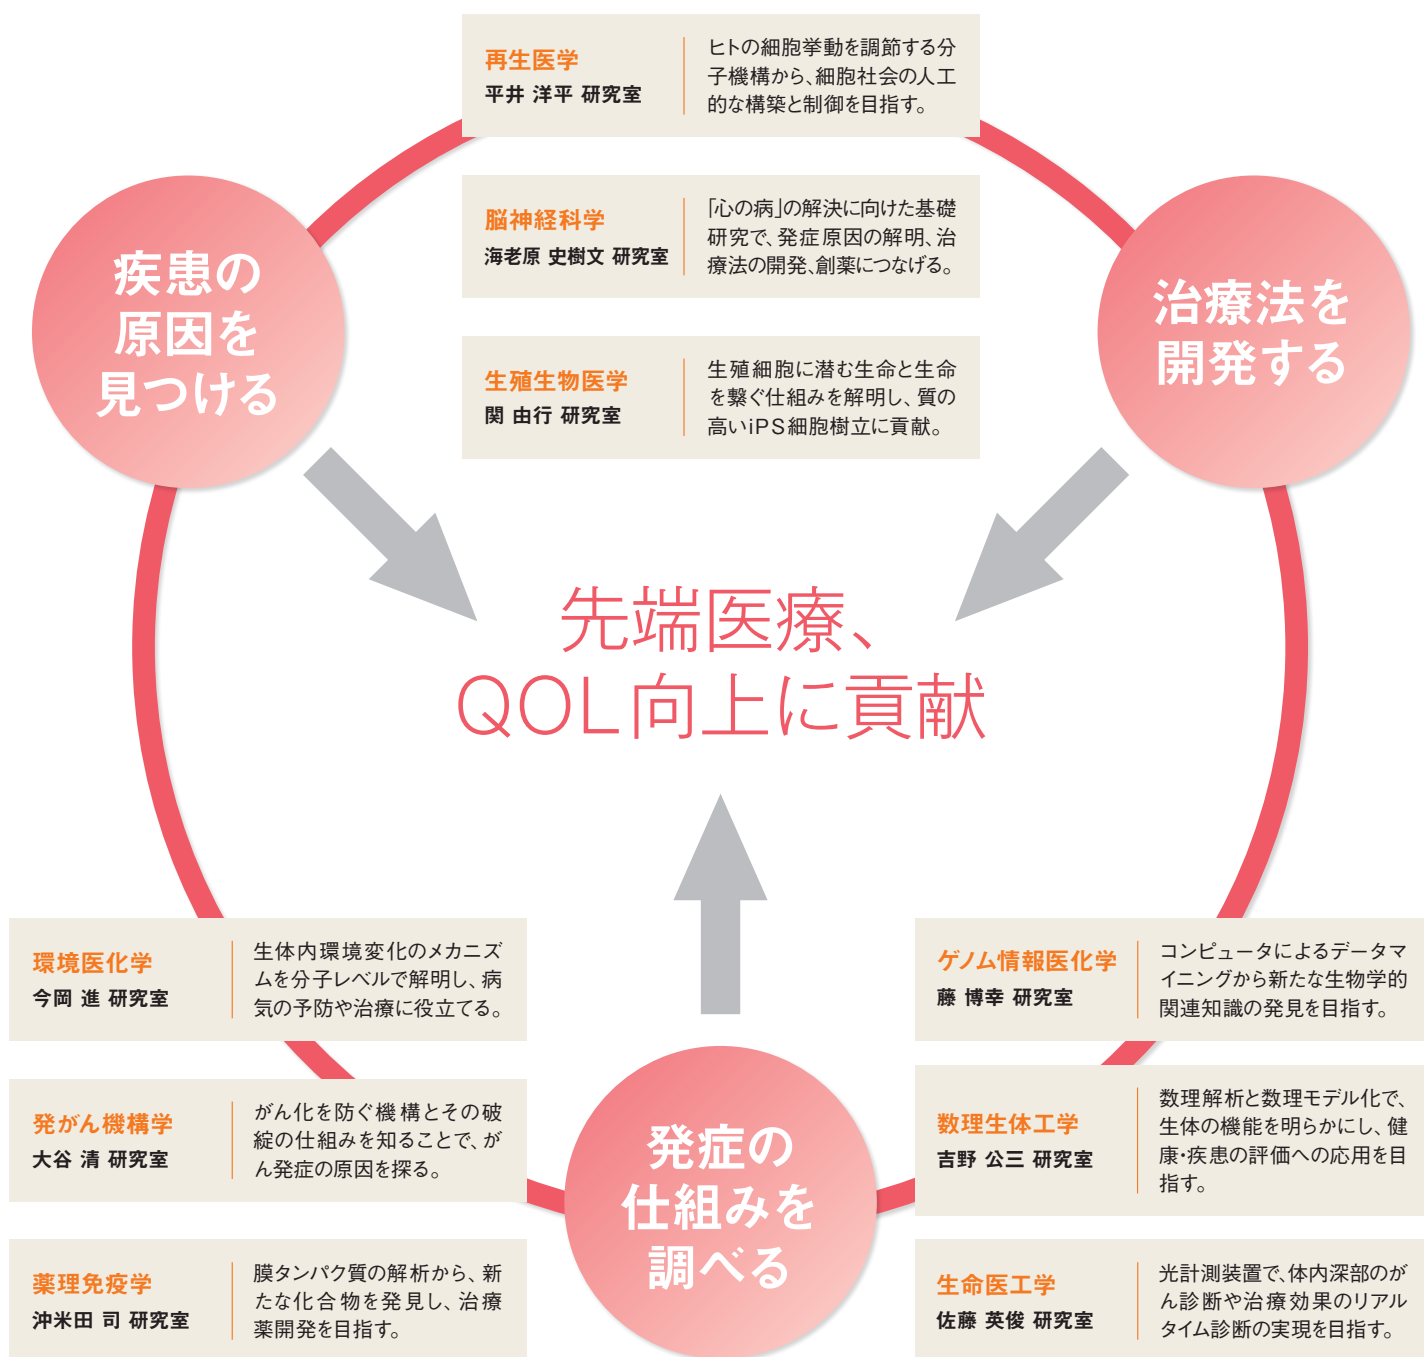 再生医学
平井 洋平 研究室
ヒトの細胞挙動を調節する分
子機構から、細胞社会の人工
的な構築と制御を目指す。
脳神経科学
海老原 史樹文 研究室
「心の病」の解決に向けた基礎
研究で、発症原因の解明、治
療法の開発、創薬につなげる。
生殖生物医学
関 由行 研究室
生殖細胞に潜む生命と生命
を繋ぐ仕組みを解明し、質の
高いiPS細胞樹立に貢献。
疾患の
原因を
見つける
治療法を
開発する
先端医療、
QOL向上に貢献
環境医化学
今岡 進 研究室
生体内環境変化のメカニズ
ムを分子レベルで解明し、病
気の予防や治療に役立てる。
発がん機構学
大谷 清 研究室
がん化を防ぐ機構とその破
綻の仕組みを知ることで、が
ん発症の原因を探る。
薬理免疫学
沖米田 司 研究室
膜タンパク質の解析から、新
たな化合物を発見し、治療
薬開発を目指す。
発症の
仕組みを
調べる
ゲノム情報医化学
藤 博幸 研究室
コンピュータによるデータマ
イニングから新たな生物学的
関連知識の発見を目指す。
数理生体工学
吉野 公三 研究室
数理解析と数理モデル化で、
生体の機能を明らかにし、健
康・疾患の評価への応用を目
指す。
生命医工学
佐藤 英俊 研究室
光計測装置で、体内深部のが
ん診断や治療効果のリアル
タイム診断の実現を目指す。